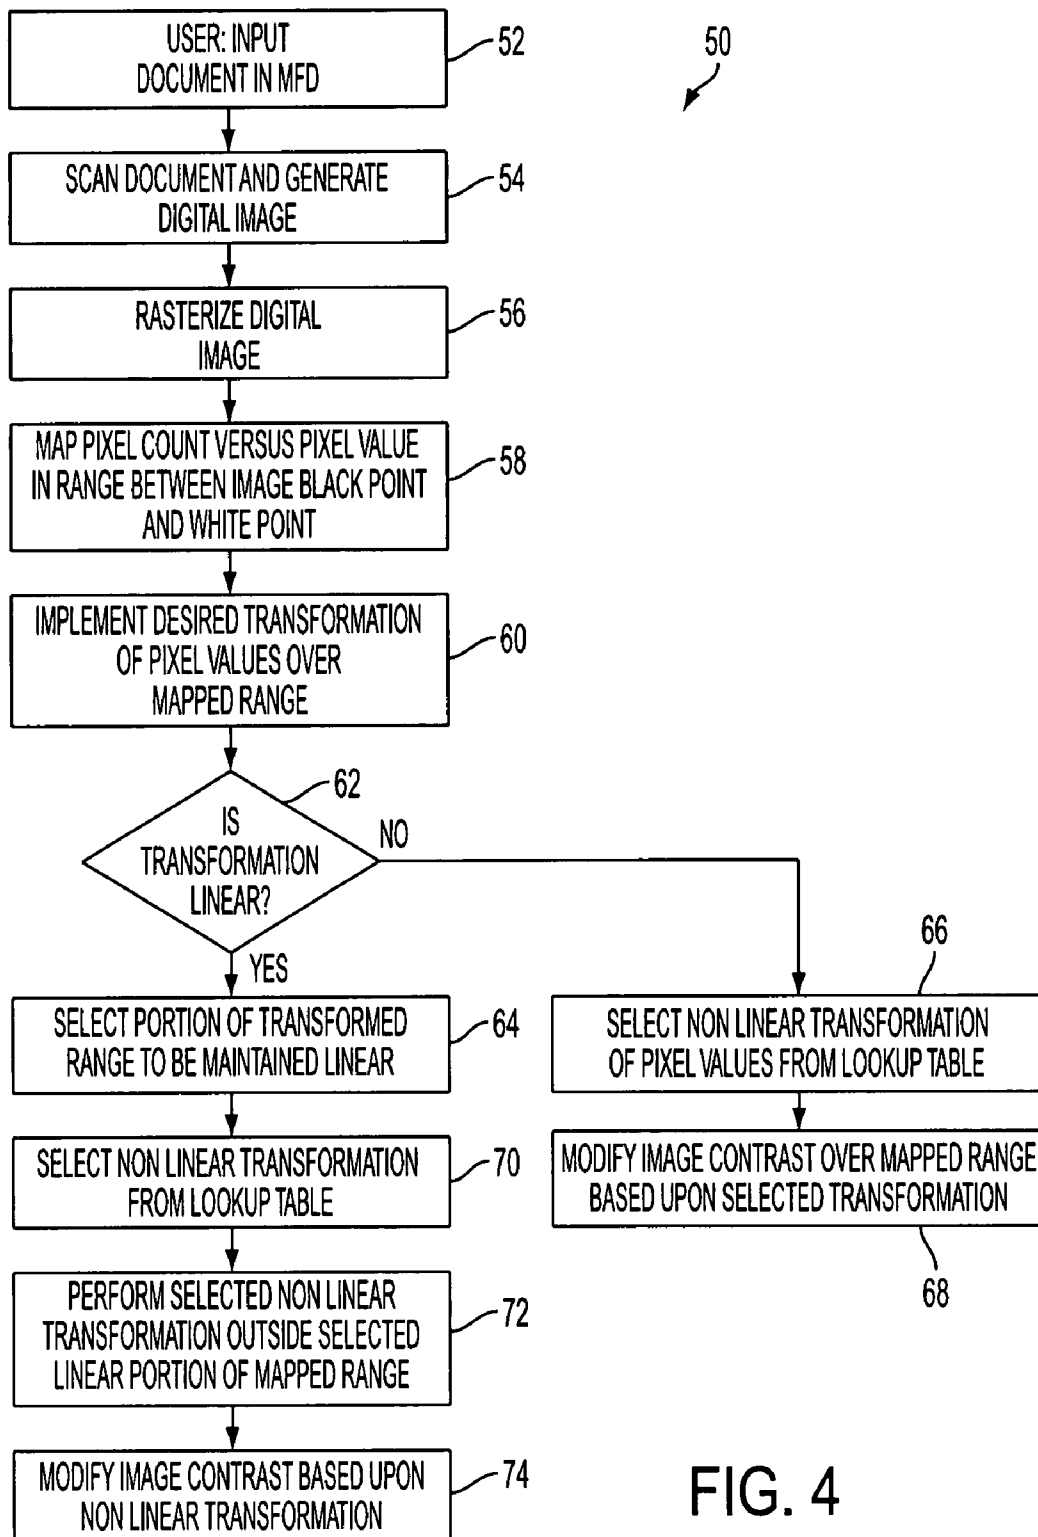 USER: INPUT
DOCUMENT IN MFD
52
50
SCAN DOCUMENT AND GENERATE
DIGITAL IMAGE
54
RASTERIZE DIGITAL
IMAGE
56
MAP PIXEL COUNT VERSUS PIXEL VALUE
IN RANGE BETWEEN IMAGE BLACK POINT
AND WHITE POINT
58
IMPLEMENT DESIRED TRANSFORMATION
OF PIXEL VALUES OVER
MAPPED RANGE
60
62
IS
TRANSFORMATION
LINEAR?
NO
YES
SELECT PORTION OF TRANSFORMED
RANGE TO BE MAINTAINED LINEAR
64
66
SELECT NON LINEAR TRANSFORMATION
OF PIXEL VALUES FROM LOOKUP TABLE
SELECT NON LINEAR TRANSFORMATION
FROM LOOKUP TABLE
70
MODIFY IMAGE CONTRAST OVER MAPPED RANGE
BASED UPON SELECTED TRANSFORMATION
68
PERFORM SELECTED NON LINEAR
TRANSFORMATION OUTSIDE SELECTED
LINEAR PORTION OF MAPPED RANGE
72
MODIFY IMAGE CONTRAST BASED UPON
NON LINEAR TRANSFORMATION
74
FIG. 4